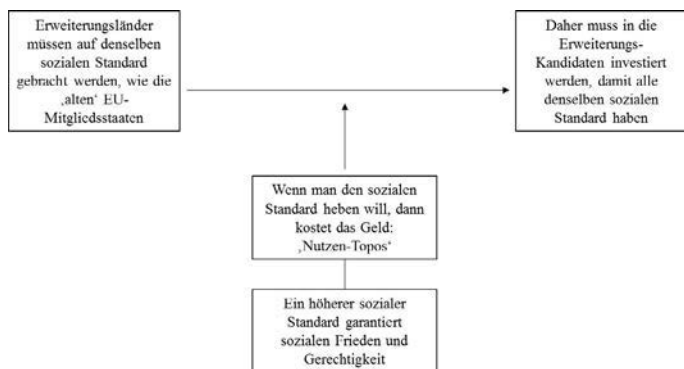 Erweiterungsländer
müssen auf denselben
sozialen Standard
gebracht werden, wie die
‚alten‘ EU-
Mitgliedsstaaten
Daher muss in die
Erweiterungs-
Kandidaten investiert
werden, damit alle
denselben sozialen
Standard haben
Wenn man den sozialen
Standard heben will, dann
kostet das Geld:
‚Nutzen-Topos‘
Ein höherer sozialer
Standard garantiert
sozialen Frieden und
Gerechtigkeit